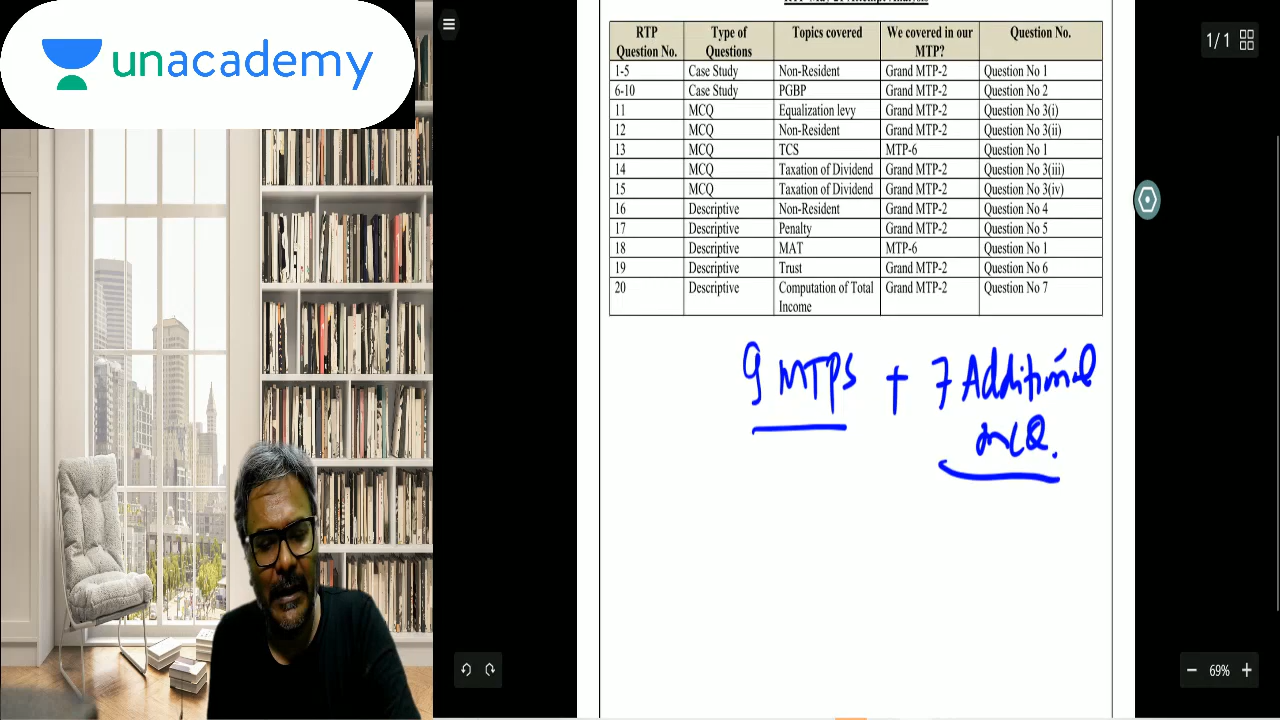 unacademy
1/1
RTP Question No. Type of Questions Topics covered We covered in our MTP? Question No.
1-5 Case Study Non-Resident Grand MTP-2 Question No 1
6-10 Case Study PGBP Grand MTP-2 Question No 2
11 MCQ Equalization levy Grand MTP-2 Question No 3(i)
12 MCQ Non-Resident Grand MTP-2 Question No 3(ii)
13 MCQ TCS MTP-6 Question No 1
14 MCQ Taxation of Dividend Grand MTP-2 Question No 3(iii)
15 MCQ Taxation of Dividend Grand MTP-2 Question No 3(iv)
16 Descriptive Non-Resident Grand MTP-2 Question No 4
17 Descriptive Penalty Grand MTP-2 Question No 5
18 Descriptive MAT MTP-6 Question No 1
19 Descriptive Trust Grand MTP-2 Question No 6
20 Descriptive Computation of Total Income Grand MTP-2 Question No 7
9 MTPs + 7 Additional
MCQ.
69%